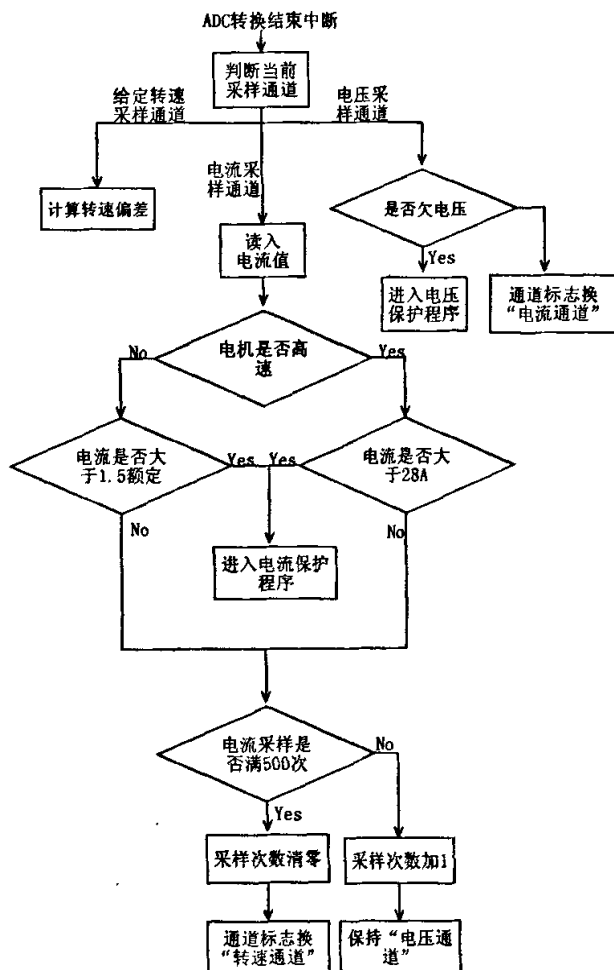 ADC转换结束中断
判断当前
采样通道
给定转速
采样通道
电压采
样通道
电流采
样通道
计算转速偏差
是否欠电压
读入
电流值
Yes
进入电压
保护程序
通道标志换
“电流通道”
电机是否高
速
No
Yes
电流是否大
于1.5额定
Yes
Yes
电流是否大
于28A
No
No
进入电流保护
程序
电流采样是
否满500次
No
Yes
采样次数清零
采样次数加1
通道标志换
“转速通道”
保持“电压通
道”